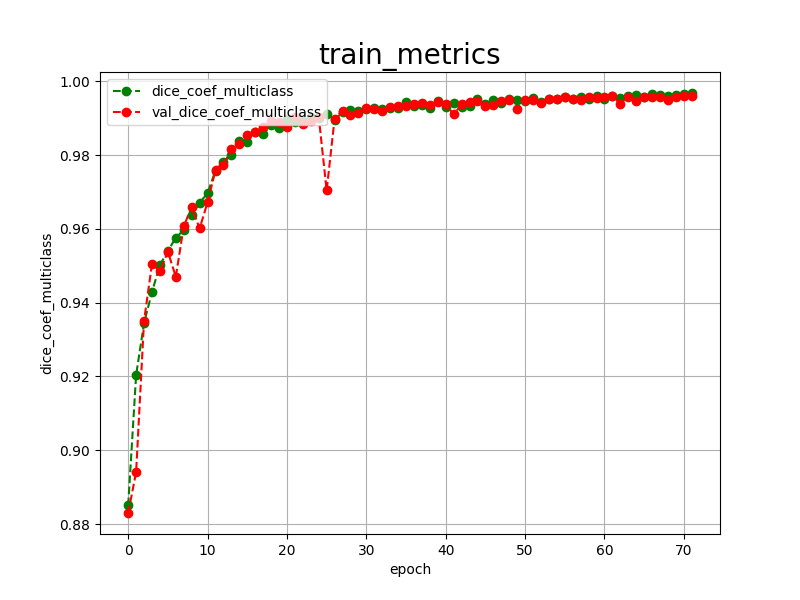 train_metrics
dice_coef_multiclass
val_dice_coef_multiclass
dice_coef_multiclass
1.00
0.98
0.96
0.94
0.92
0.90
0.88
0 10 20 30 40 50 60 70
epoch